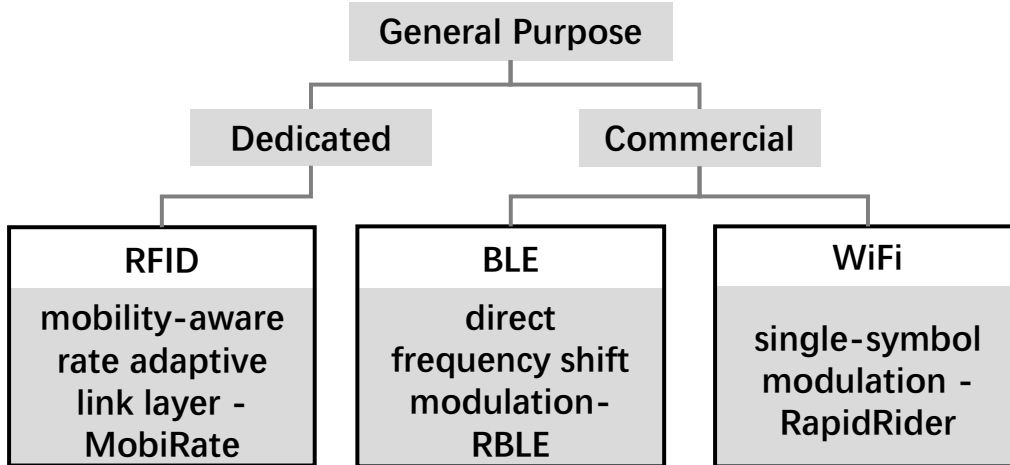 General Purpose
Dedicated
Commercial
RFID
mobility-aware
rate adaptive
link layer -
MobiRate
BLE
direct
frequency shift
modulation-
RBLE
WiFi
single-symbol
modulation -
RapidRider